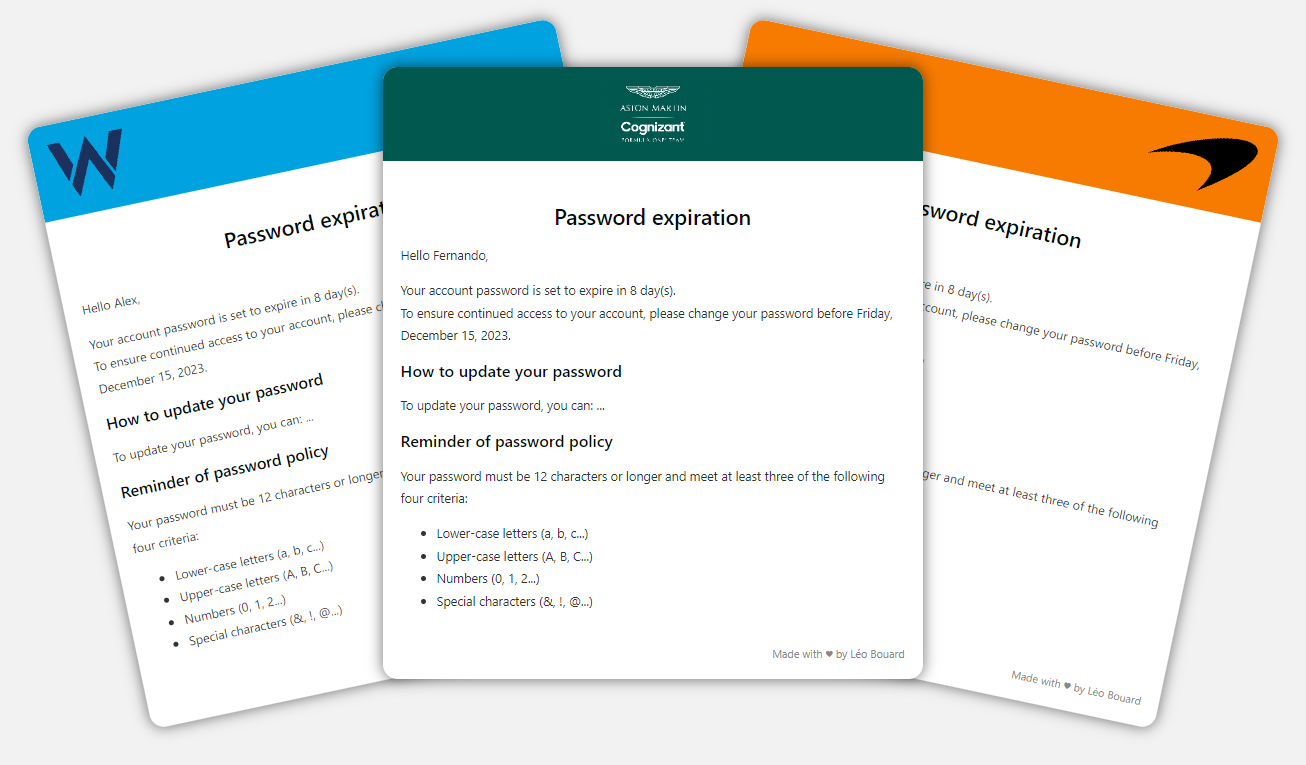 Password expirat
Hello Alex,
Your account password is set to expire in 8 day(s).
To ensure continued access to your account, please c
December 15, 2023.
How to update your password
To update your password, you can: ...
Reminder of password policy
Your password must be 12 characters or longer
four criteria:
• Lower-case letters (a, b, c...)
• Upper-case letters (A, B, C...)
• Numbers (0, 1, 2...)
• Special characters (&, !, @...)
ASTON MARTIN
Cognizant
FORMULA ONE TEAM
Password expiration
Hello Fernando,
Your account password is set to expire in 8 day(s).
To ensure continued access to your account, please change your password before Friday,
December 15, 2023.
How to update your password
To update your password, you can: ...
Reminder of password policy
Your password must be 12 characters or longer and meet at least three of the following
four criteria:
• Lower-case letters (a, b, c...)
• Upper-case letters (A, B, C...)
• Numbers (0, 1, 2...)
• Special characters (&, !, @...)
Made with ♥ by Léo Bouard
sword expiration
re in 8 day(s).
ccount, please change your password before Friday,
ger and meet at least three of the following
Made with ♥ by Léo Bouard